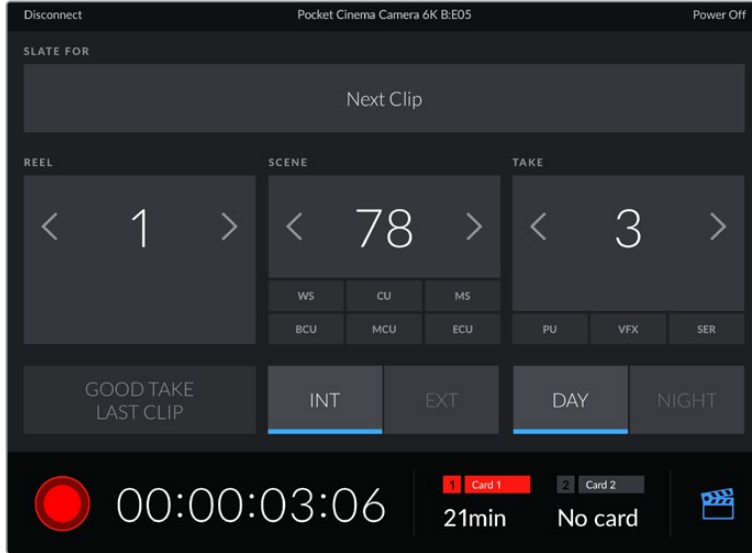 Disconnect Pocket Cinema Camera 6K B:E05 Power Off
SLATE FOR
Next Clip
REEL SCENE TAKE
1 78 3
WS CU MS
BCU MCU ECU PU VFX SER
GOOD TAKE
LAST CLIP
INT EXT DAY NIGHT
1 Card 1 2 Card 2
00:00:03:06
21min No card